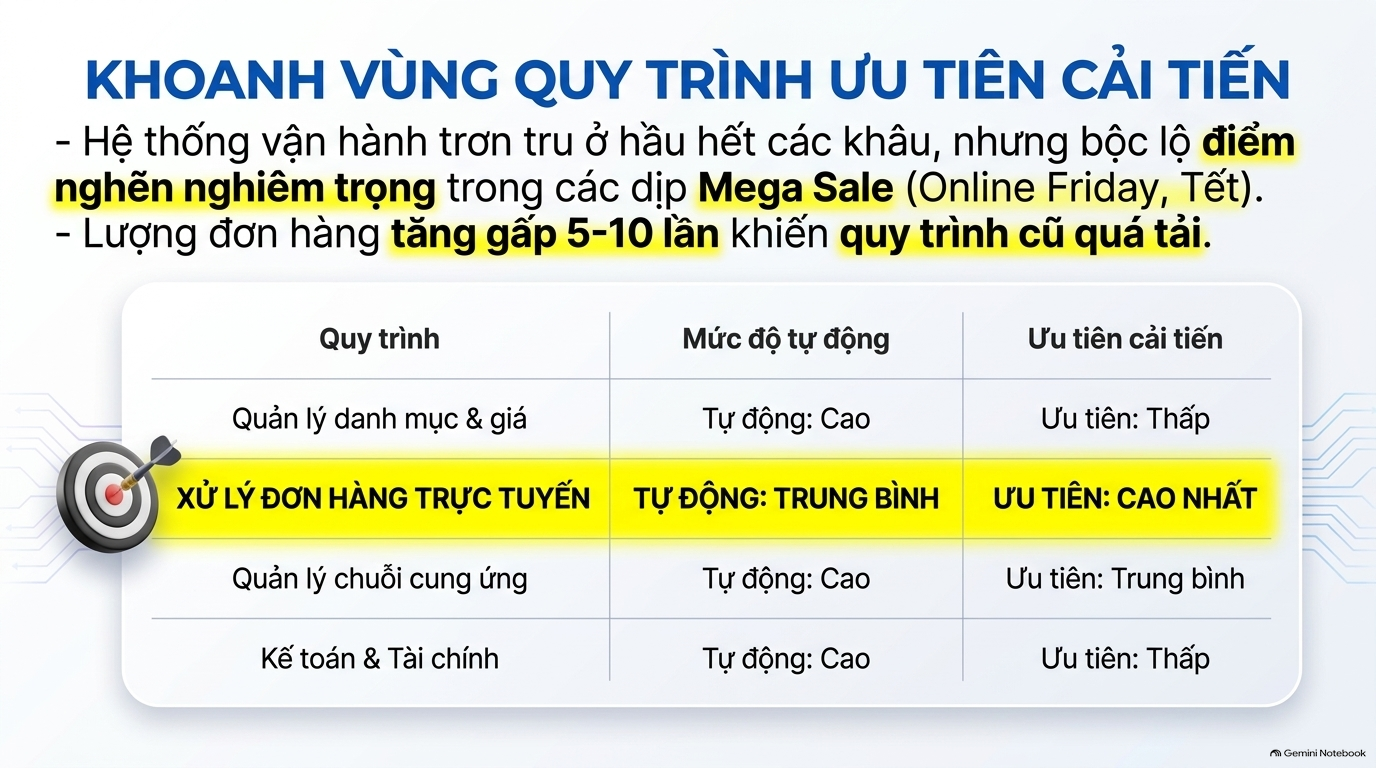 KHOANH VÙNG QUY TRÌNH ƯU TIÊN CẢI TIẾN
- Hệ thống vận hành trơn tru ở hầu hết các khâu, nhưng bộc lộ điểm
nghẽn nghiêm trọng trong các dịp Mega Sale (Online Friday, Tết).
- Lượng đơn hàng tăng gấp 5-10 lần khiến quy trình cũ quá tải.
Quy trình Mức độ tự động Ưu tiên cải tiến
Quản lý danh mục & giá Tự động: Cao Ưu tiên: Thấp
XỬ LÝ ĐƠN HÀNG TRỰC TUYẾN TỰ ĐỘNG: TRUNG BÌNH ƯU TIÊN: CAO NHẤT
Quản lý chuỗi cung ứng Tự động: Cao Ưu tiên: Trung bình
Kế toán & Tài chính Tự động: Cao Ưu tiên: Thấp
Gemini Notebook